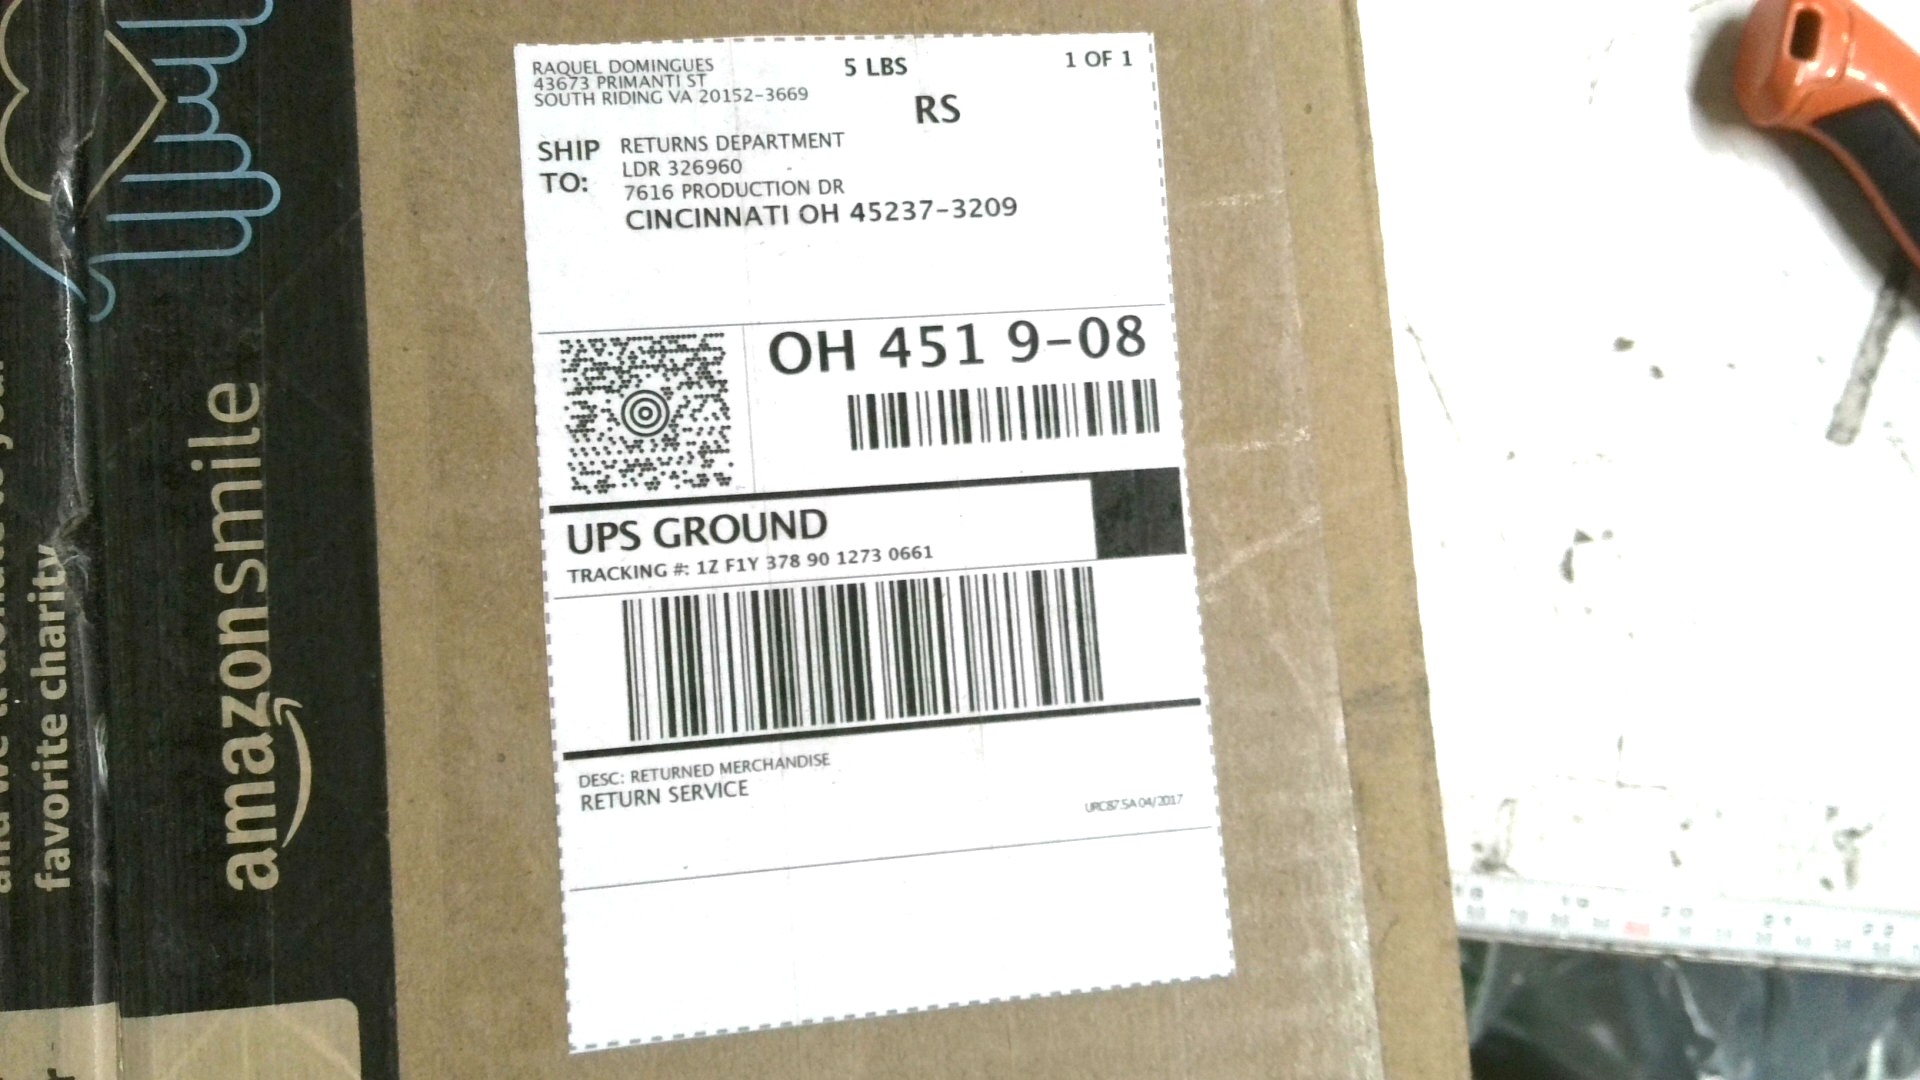 RAQUEL DOMINGUES
43673 PRIMANTI ST
SOUTH RIDING VA 20152-3669
5 LBS
1 OF 1
RS
SHIP TO:
RETURNS DEPARTMENT
LDR 326960
7616 PRODUCTION DR
CINCINNATI OH 45237-3209
OH 451 9-08
UPS GROUND
TRACKING #: 1Z F1Y 378 90 1273 0661
DESC: RETURNED MERCHANDISE
RETURN SERVICE
04/2017
favorite charity
amazonsmile